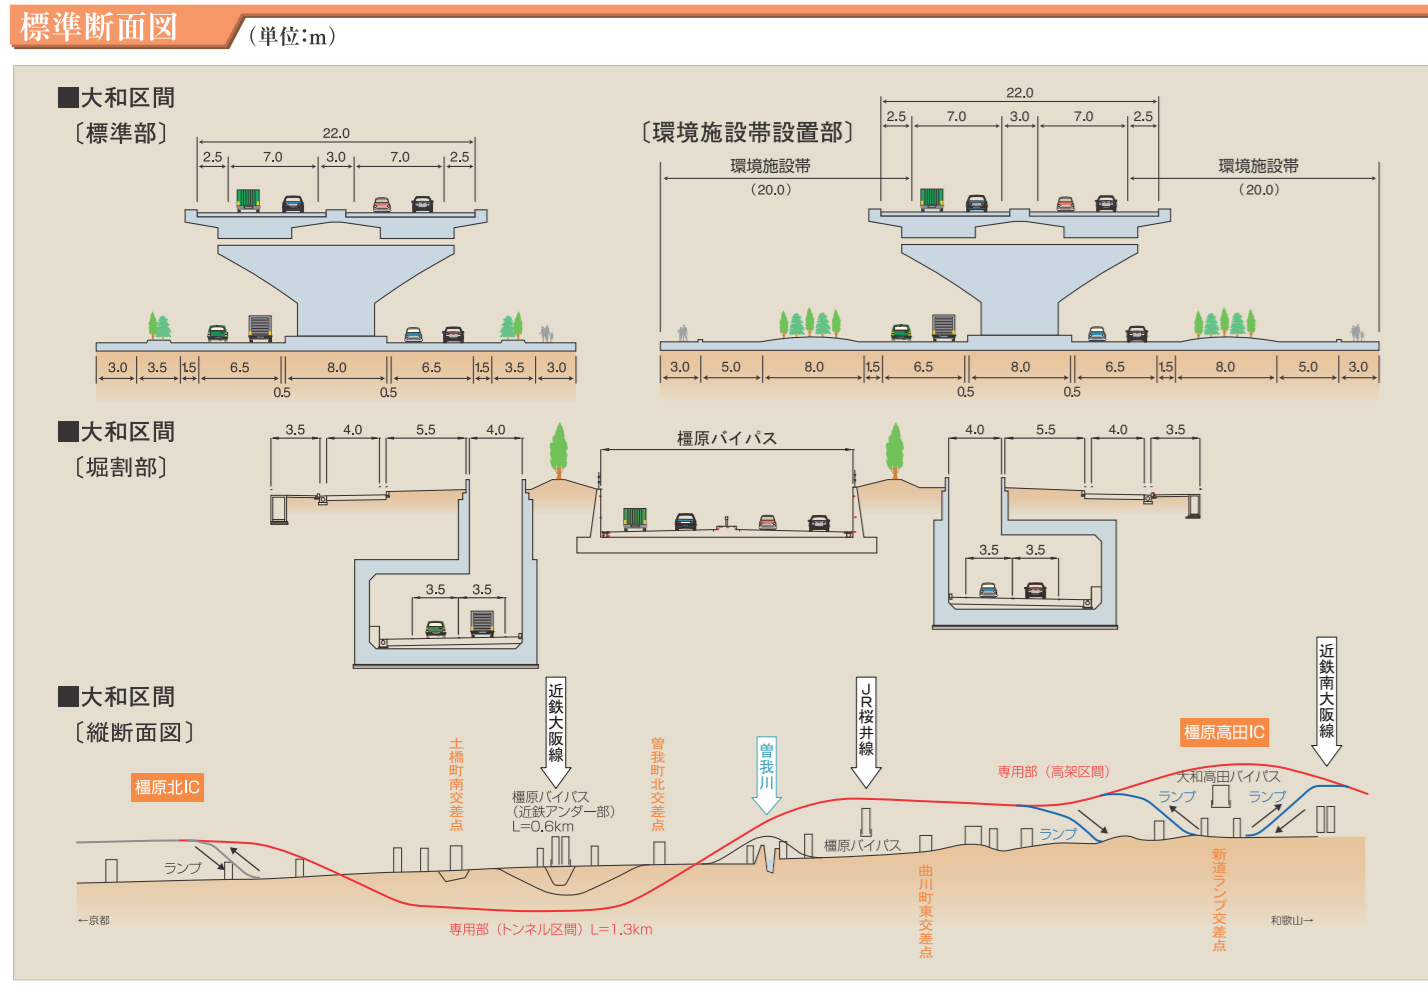 標準断面図
(単位:m)
■大和区間
〔標準部〕
22.0
2.5 7.0 3.0 7.0 2.5
3.0 3.5 1.5 6.5 8.0 6.5 1.5 3.5 3.0
0.5 0.5
〔環境施設帯設置部〕
22.0
2.5 7.0 3.0 7.0 2.5
環境施設帯
(20.0)
環境施設帯
(20.0)
3.0 5.0 8.0 1.5 6.5 8.0 6.5 1.5 8.0 5.0 3.0
0.5 0.5
■大和区間
〔堀割部〕
3.5 4.0 5.5 4.0
橿原バイパス
4.0 5.5 4.0 3.5
3.5 3.5
3.5 3.5
■大和区間
〔縦断面図〕
橿原北IC
土橋町南交差点
近鉄大阪線
橿原バイパス
(近鉄アンダー部)
L=0.6km
曽我町北交差点
曽我川
JR桜井線
専用部(高架区間)
橿原高田IC
近鉄南大阪線
大和高田バイパス
ランプ
ランプ
ランプ
ランプ
橿原バイパス
曲川町東交差点
新道ランプ交差点
←京都
専用部(トンネル区間)L=1.3km
和歌山→